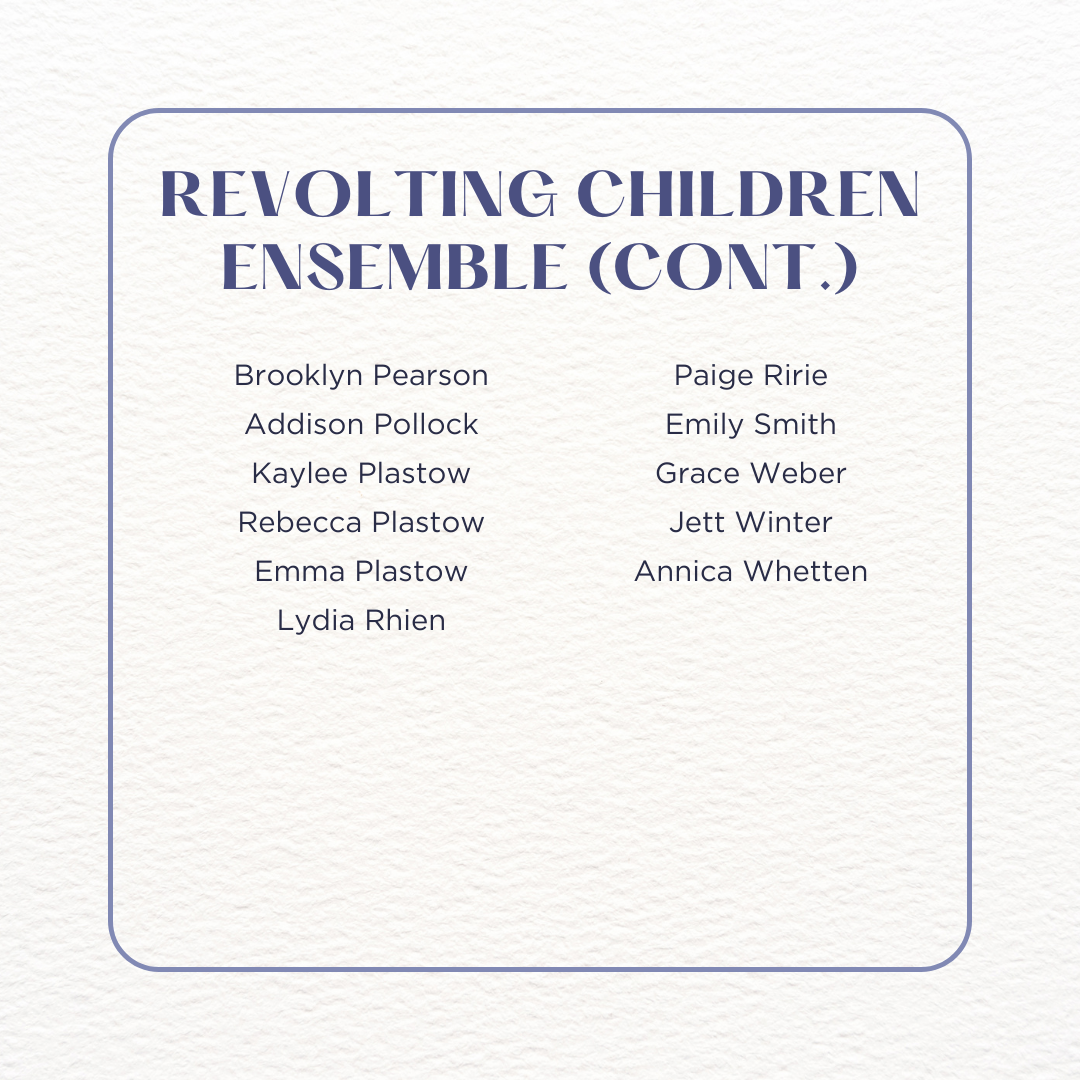 REVOLTING CHILDREN
ENSEMBLE (CONT.)
Brooklyn Pearson
Addison Pollock
Kaylee Plastow
Rebecca Plastow
Emma Plastow
Lydia Rhien
Paige Ririe
Emily Smith
Grace Weber
Jett Winter
Annica Whetten